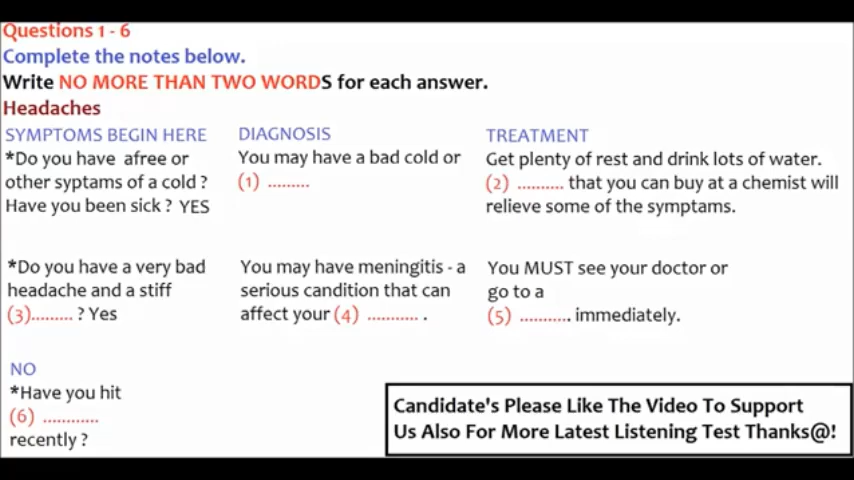 Questions 1 - 6
Complete the notes below.
Write NO MORE THAN TWO WORDS for each answer.
Headaches
SYMPTOMS BEGIN HERE
*Do you have afree or
other syptams of a cold ?
Have you been sick ? YES
DIAGNOSIS
You may have a bad cold or
(1) .........
TREATMENT
Get plenty of rest and drink lots of water.
(2) .......... that you can buy at a chemist will
relieve some of the symptoms.
*Do you have a very bad
headache and a stiff
(3)......... ? Yes
You may have meningitis - a
serious candition that can
affect your (4) ........... .
You MUST see your doctor or
go to a
(5) ........... immediately.
NO
*Have you hit
(6) ............
recently ?
Candidate's Please Like The Video To Support
Us Also For More Latest Listening Test Thanks@!